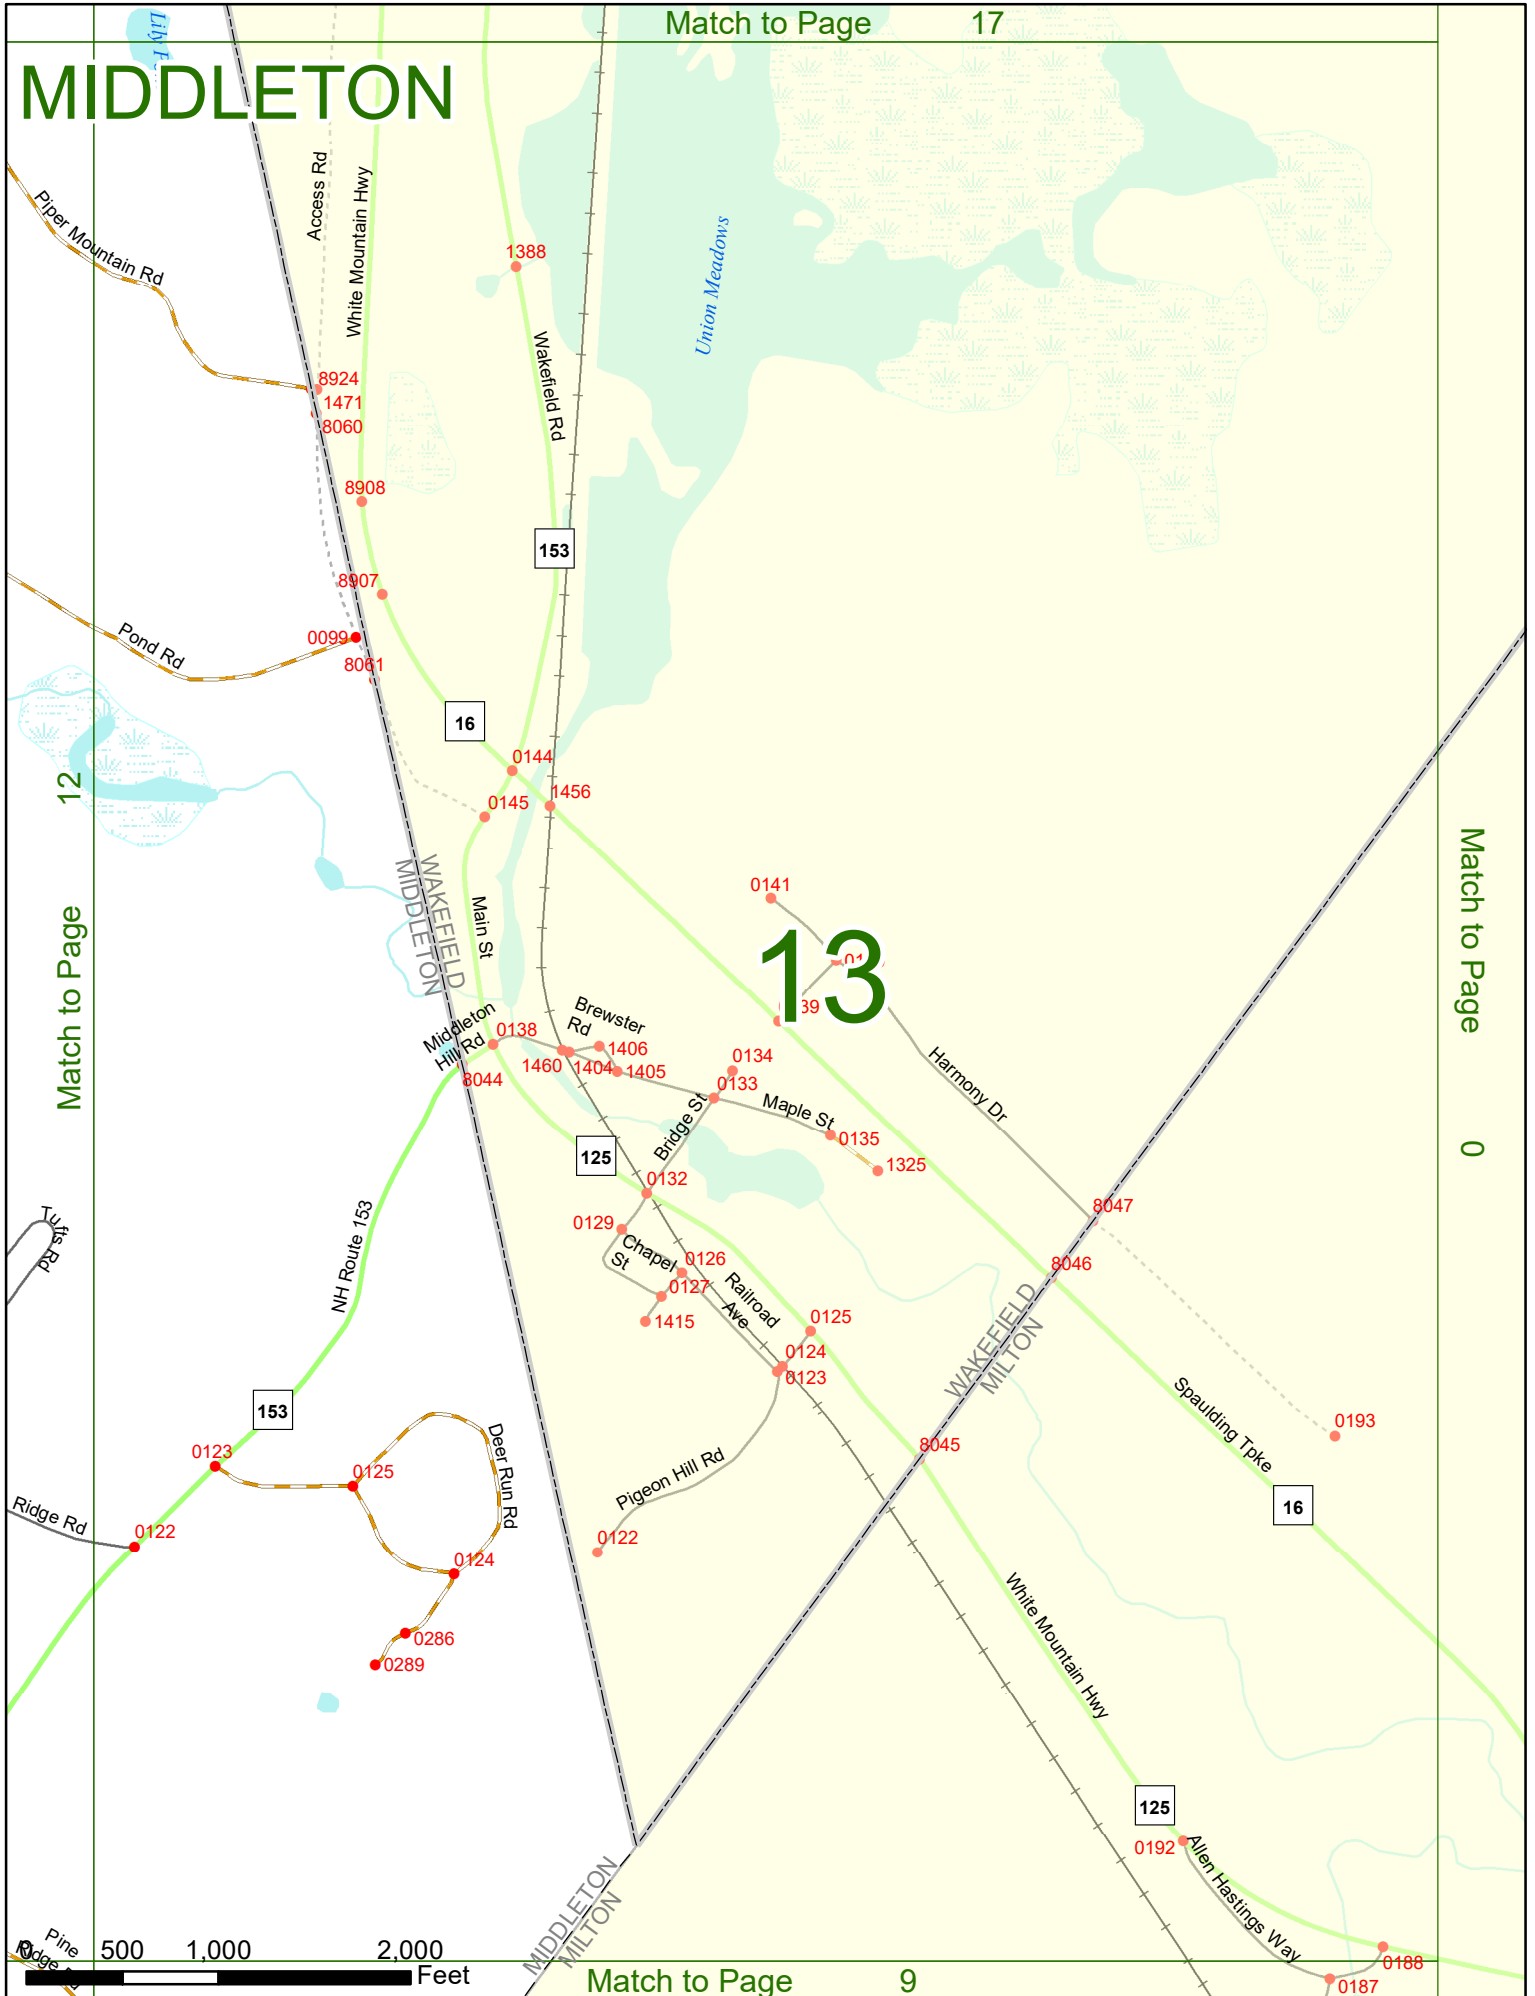 Match to Page 17
MIDDLETON
Lily
Access Rd
White Mountain Hwy
Piper Mountain Rd
1388
Union Meadows
Wakefield Rd
8924
1471
8060
8908
153
8907
Pond Rd
0099
8061
16
0144
1456
0145
Match to Page 12
WAKEFIELD
MIDDLETON
Main St
0141
13
Match to Page 0
Brewster
Rd
Middleton
Hill Rd
0138
1406
1460
1404
1405
0134
0133
8044
Harmony Dr
Maple St
Bridge St
0135
1325
125
0132
8047
0129
Chapel
St
0126
0127
8046
Tufts Rd
NH Route 153
Railroad
Ave
1415
0125
0124
0123
WAKEFIELD
MILTON
Spaulding Tpke
153
0193
0123
0125
Deer Run Rd
8045
Pigeon Hill Rd
16
Ridge Rd
0122
0122
0124
White Mountain Hwy
0286
0289
125
0192
Allen Hastings Way
MIDDLETON
MILTON
Pine
Ridge Rd
0 500 1,000 2,000
Feet
0188
0187
Match to Page 9